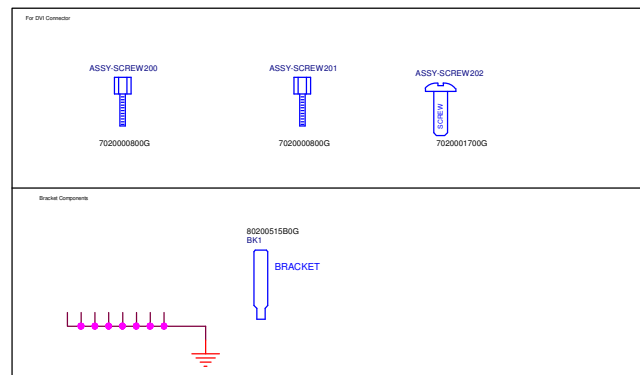 For DVI Connector
ASSY-SCREW200
ASSY-SCREW201
ASSY-SCREW202
SCREW
7020000800G
7020000800G
7020001700G
Bracket Components
80200515B0G
BK1
BRACKET